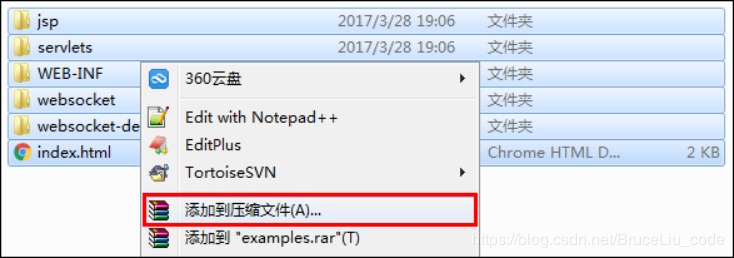 jsp 2017/3/28 19:06 文件夹
servlets 2017/3/28 19:06 文件夹
WEB-INF 文件夹
websocket 文件夹
websocket-de 文件夹
index.html Chrome HTML D... 2 KB
360云盘
Edit with Notepad++
EditPlus
TortoiseSVN
添加到压缩文件(A)...
添加到 "examples.rar"(T)
https://blog.csdn.net/BruceLiu_code